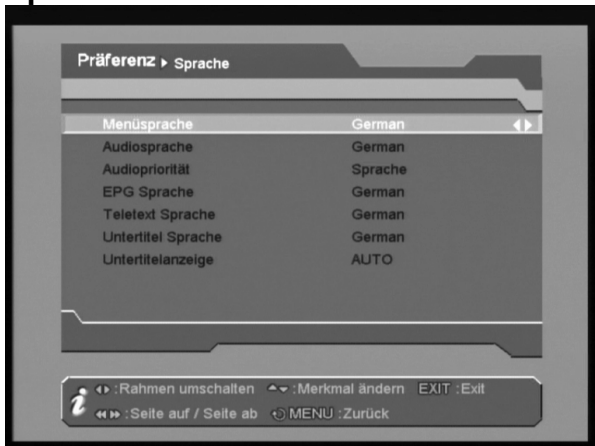 Präferenz ▸ Sprache
Menüsprache German
Audiosprache German
Audiopriorität Sprache
EPG Sprache German
Teletext Sprache German
Untertitel Sprache German
Untertitelanzeige AUTO
:Rahmen umschalten :Merkmal ändern EXIT :Exit
:Seite auf / Seite ab MENU :Zurück